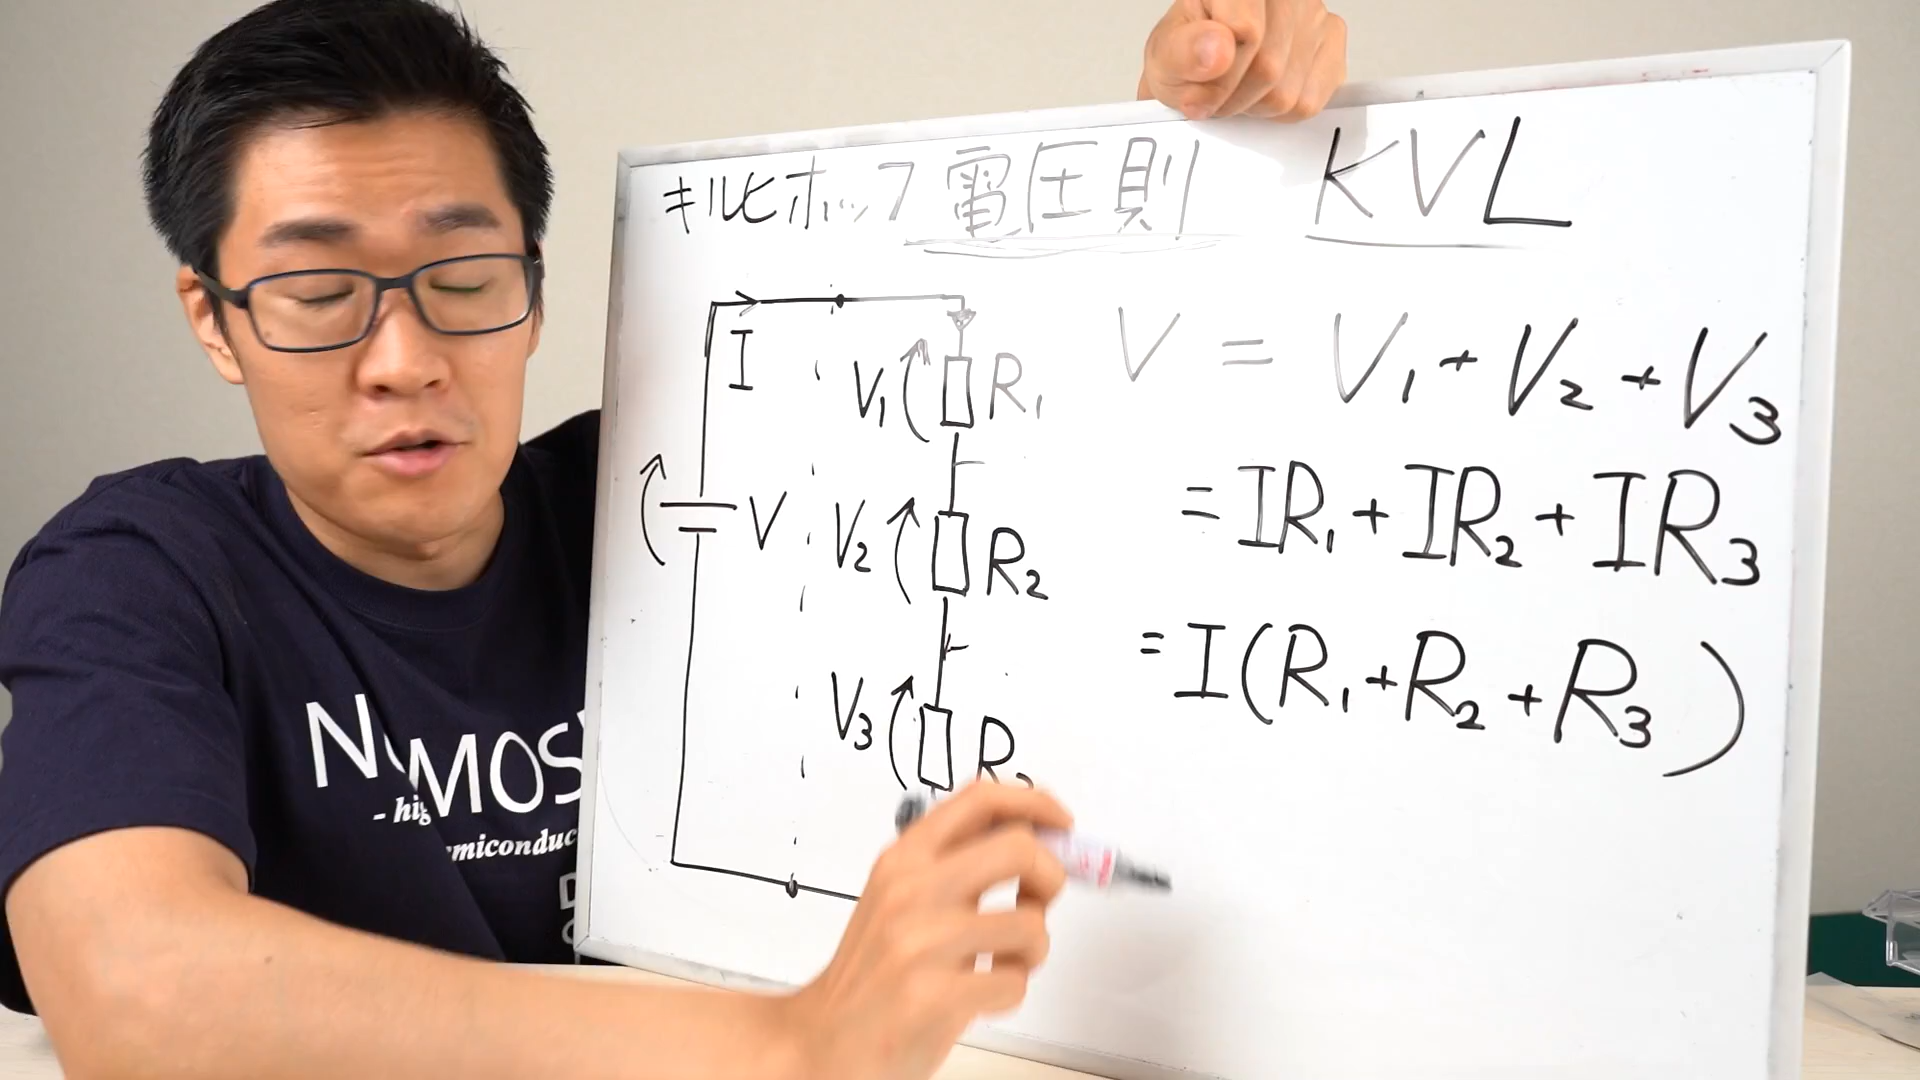 キルヒホッフ電圧則 KVL
I
V₁ R₁
V
V₂ R₂
V₃ R
V = V₁ + V₂ + V₃
= IR₁ + IR₂ + IR₃
= I(R₁ + R₂ + R₃)
MOS